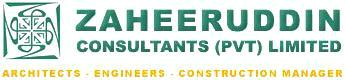 ZAHEERUDDIN
CONSULTANTS (PVT) LIMITED
ARCHITECTS - ENGINEERS - CONSTRUCTION MANAGER